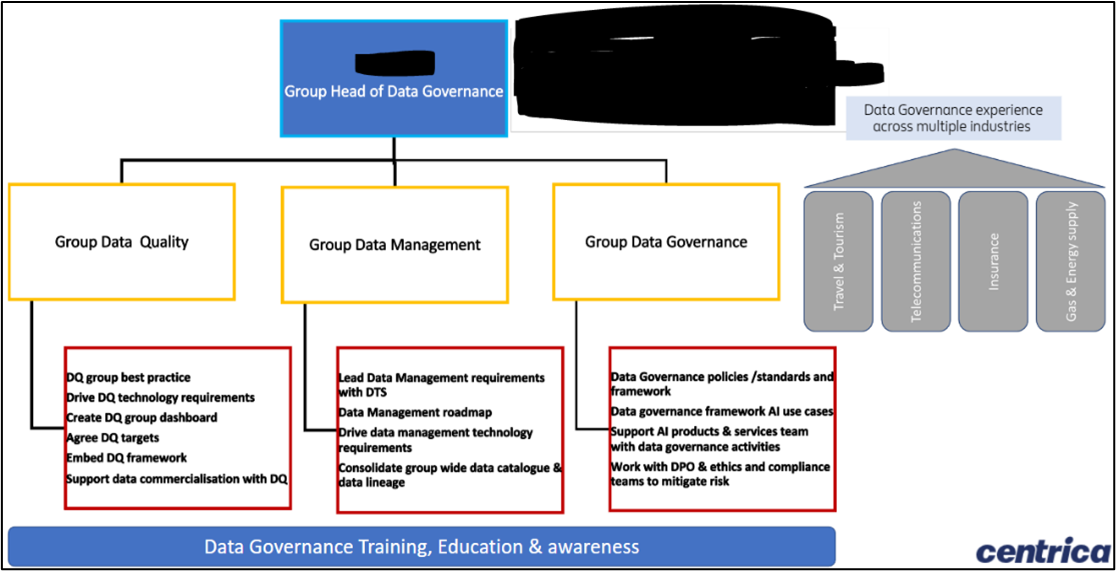 Group Head of Data Governance
Data Governance experience
across multiple industries
Group Data Quality
Group Data Management
Group Data Governance
Travel & Tourism
Telecommunications
Insurance
Gas & Energy supply
DQ group best practice
Drive DQ technology requirements
Create DQ group dashboard
Agree DQ targets
Embed DQ framework
Support data commercialisation with DQ
Lead Data Management requirements
with DTS
Data Management roadmap
Drive data management technology
requirements
Consolidate group wide data catalogue &
data lineage
Data Governance policies /standards and
framework
Data governance framework AI use cases
Support AI products & services team
with data governance activities
Work with DPO & ethics and compliance
teams to mitigate risk
Data Governance Training, Education & awareness
centrica